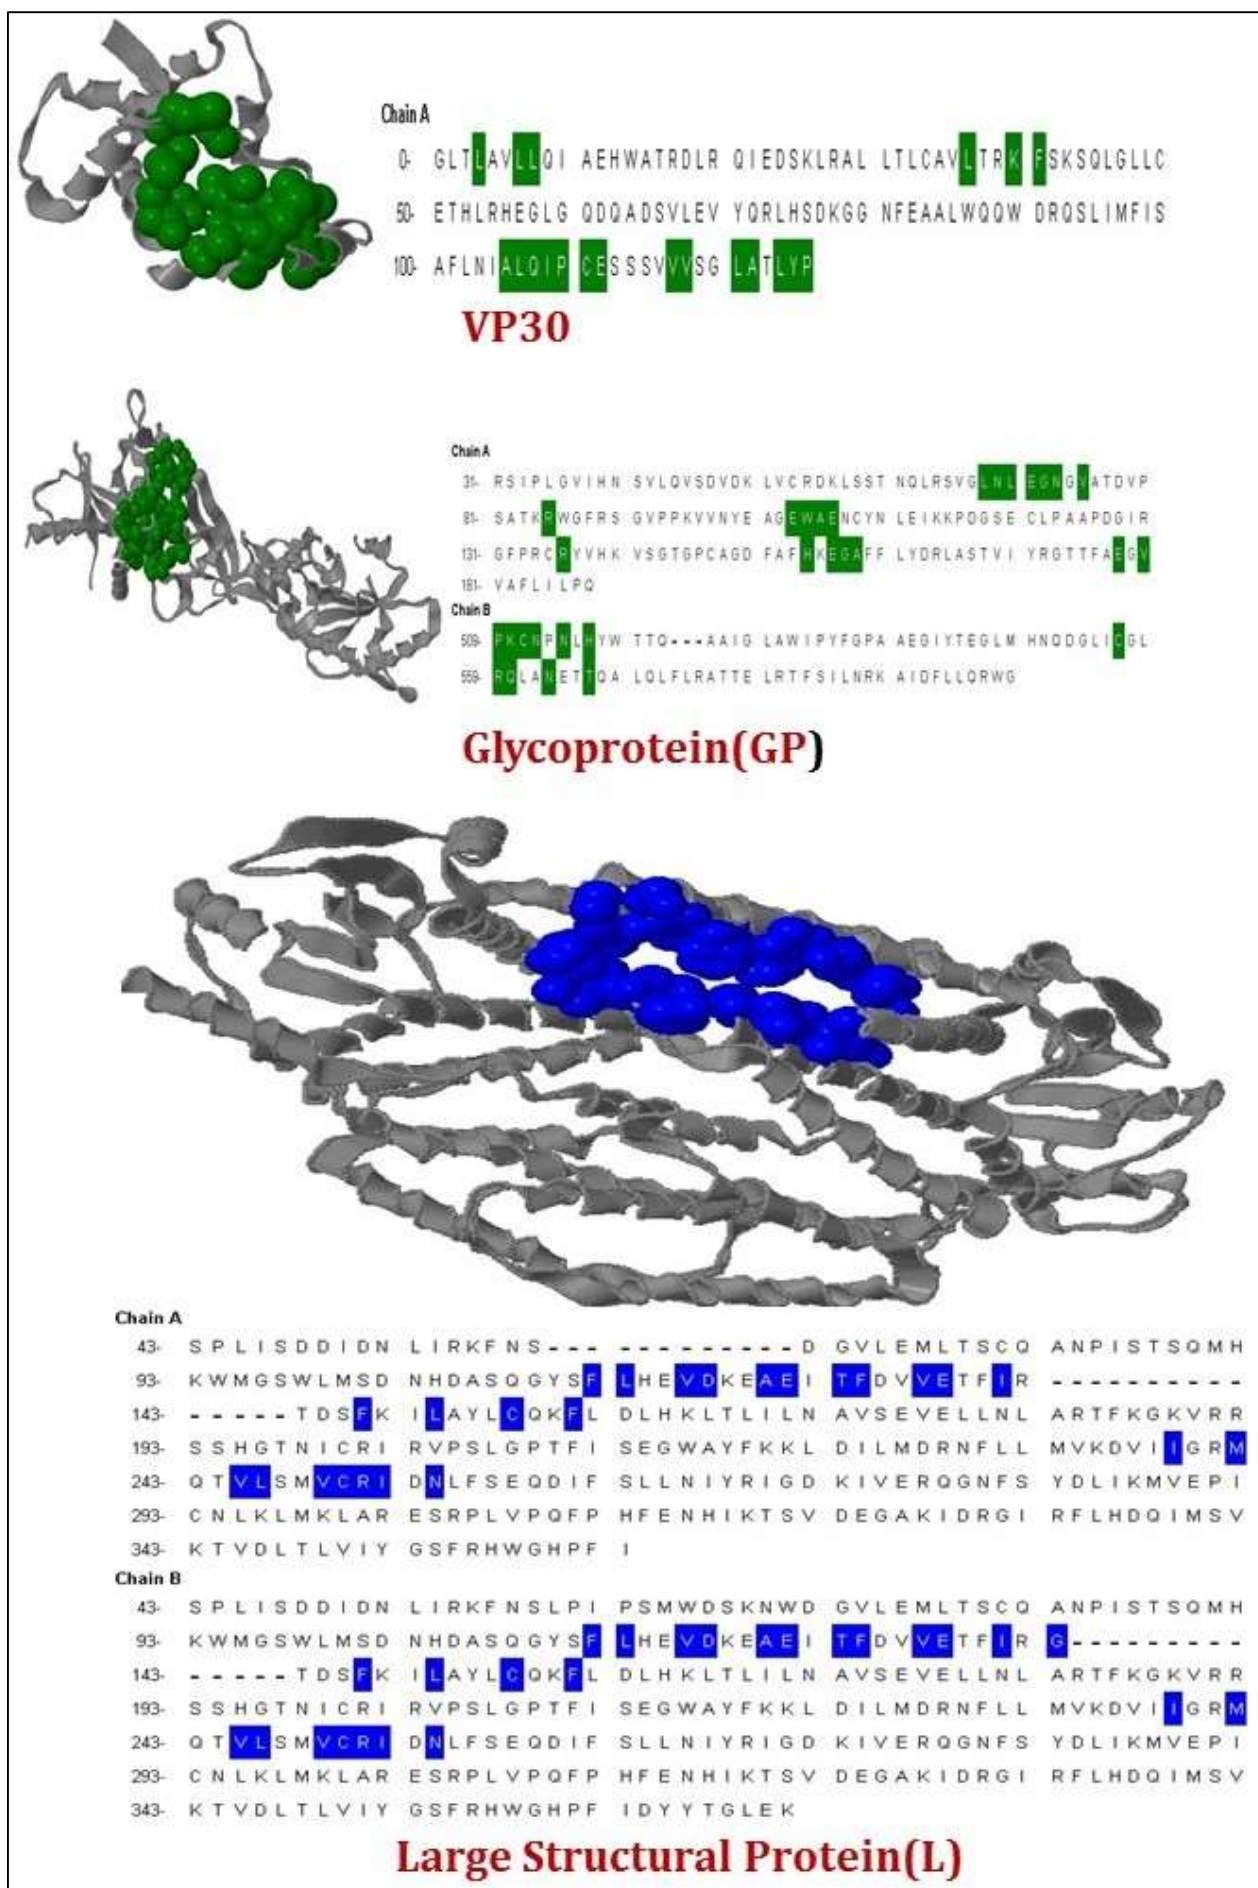 Chain A
0- GLTLAVLLQI AEHWATRDLR QIEDSKLRAL LTLCAVLTRK FSKSQLGLLC
50- ETHLRHEGLG QDQADSVLEV YQRLHSDKGG NFEAALWQQW DRQSLIMFIS
100- AFLNIALQIP CESSSVVVSG LATLYP
VP30
Chain A
31- RSIPLGVIHN SVLQVSDVDK LVCRDKLSST NQLRSVGLNL EGNGVATDVP
81- SATKRWGFRS GVPPKVVNYE AGEWAENCYN LEIKKPDGSE CLPAAPDGIR
131- GFPRCRYVHK VSGTGPCAGD FAFHKEGAFF LYDRLASTVI YRGTTFAEGV
181- VAFLILPQ
Chain B
509- PKCNPNLHYW TTQ---AAIG LAWIPYFGPA AEGIYTEGLM HNQDGLICGL
559- RQLANETTQA LQLFLRATTE LRTFSILNRK AIDFLLQRWG
Glycoprotein(GP)
Chain A
43- SPLISDDIDN LIRKFNS--- ---------D GVLEMLTSCQ ANPISTSQMH
93- KWMGSWLMSD NHDASQGYSF LHEVDKEAEI TFDVVETFIR ----------
143- -----TDSFK ILAYLCQKFL DLHKLTLILN AVSEVELLNL ARTFKGKVRR
193- SSHGTNICRI RVPSLGPTFI SEGWAYFKKL DILMDRNFLL MVKDVIIGRM
243- QTVLSMVCRI DNLFSEQDIF SLLNIYRIGD KIVERQGNFS YDLIKMVEPI
293- CNLKLMKLAR ESRPLVPQFP HFENHIKTSV DEGAKIDRGI RFLHDQIMSV
343- KTVDLTLVIY GSFRHWGHPF I
Chain B
43- SPLISDDIDN LIRKFNSLPI PSMWDSKNWD GVLEMLTSCQ ANPISTSQMH
93- KWMGSWLMSD NHDASQGYSF LHEVDKEAEI TFDVVETFIR G---------
143- -----TDSFK ILAYLCQKFL DLHKLTLILN AVSEVELLNL ARTFKGKVRR
193- SSHGTNICRI RVPSLGPTFI SEGWAYFKKL DILMDRNFLL MVKDVIIGRM
243- QTVLSMVCRI DNLFSEQDIF SLLNIYRIGD KIVERQGNFS YDLIKMVEPI
293- CNLKLMKLAR ESRPLVPQFP HFENHIKTSV DEGAKIDRGI RFLHDQIMSV
343- KTVDLTLVIY GSFRHWGHPF IDYYTGLEK
Large Structural Protein(L)